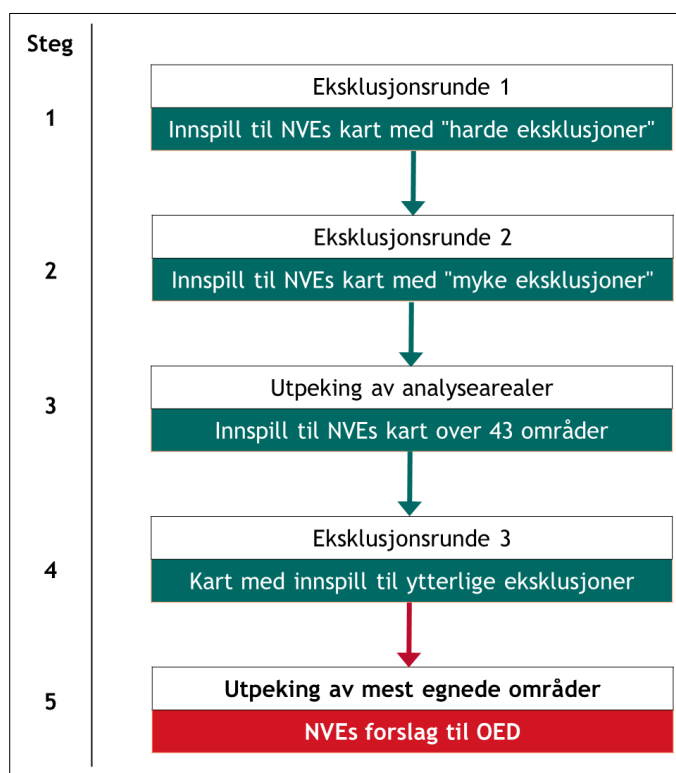 Steg
1
Eksklusjonsrunde 1
Innspill til NVEs kart med "harde eksklusjoner"
2
Eksklusjonsrunde 2
Innspill til NVEs kart med "myke eksklusjoner"
3
Utpeking av analysearealer
Innspill til NVEs kart over 43 områder
4
Eksklusjonsrunde 3
Kart med innspill til ytterlige eksklusjoner
5
Utpeking av mest egnede områder
NVEs forslag til OED